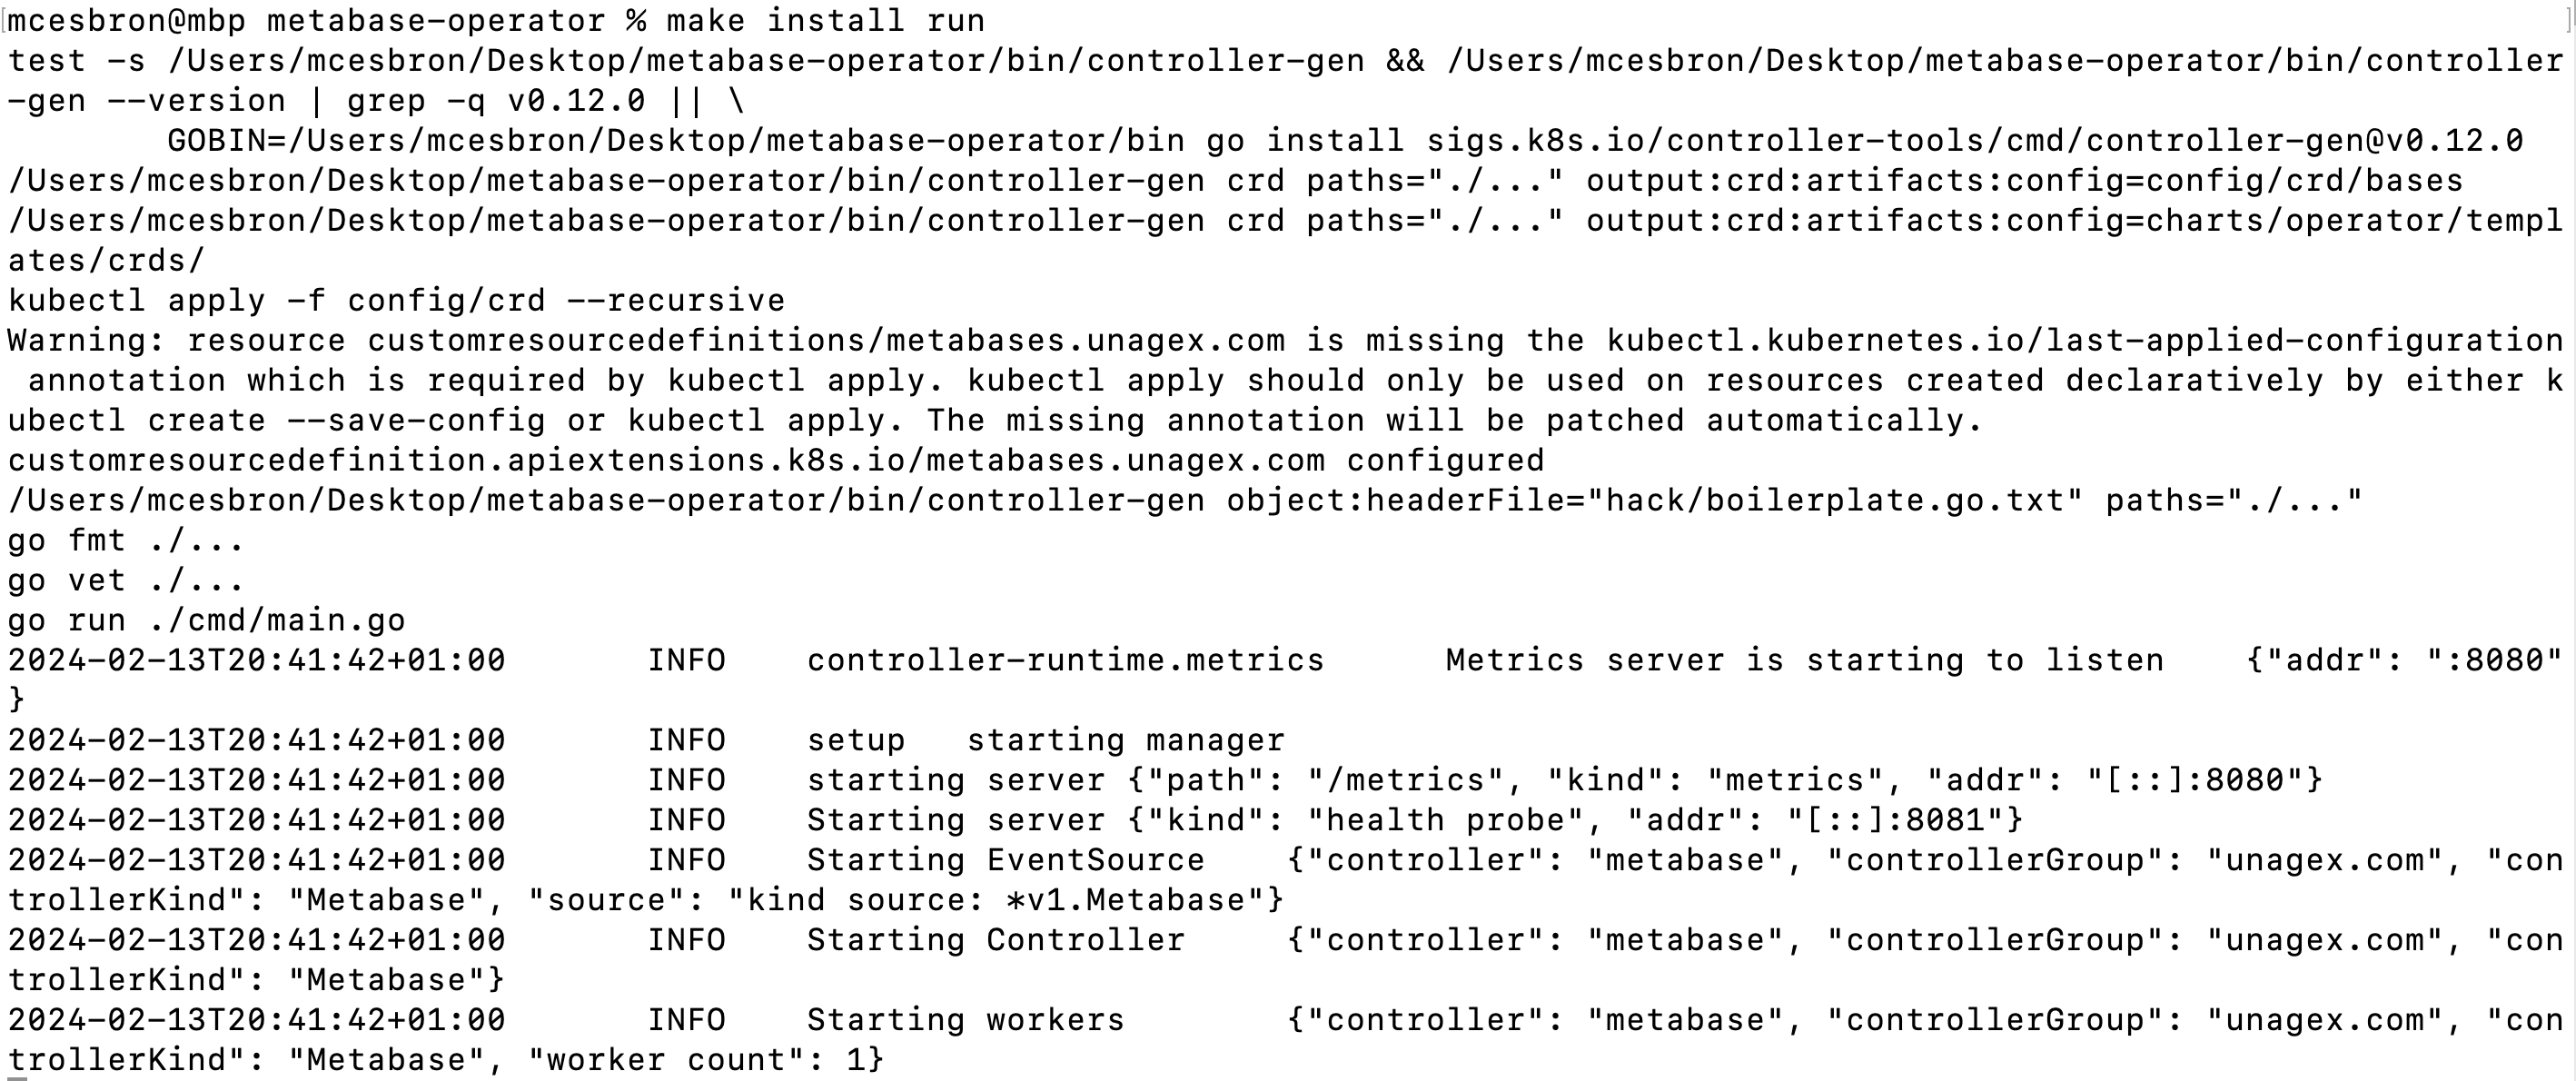 mcesbron@mbp metabase-operator % make install run
test -s /Users/mcesbron/Desktop/metabase-operator/bin/controller-gen && /Users/mcesbron/Desktop/metabase-operator/bin/controller
-gen --version | grep -q v0.12.0 || \
        GOBIN=/Users/mcesbron/Desktop/metabase-operator/bin go install sigs.k8s.io/controller-tools/cmd/controller-gen@v0.12.0
/Users/mcesbron/Desktop/metabase-operator/bin/controller-gen crd paths="./..." output:crd:artifacts:config=config/crd/bases
/Users/mcesbron/Desktop/metabase-operator/bin/controller-gen crd paths="./..." output:crd:artifacts:config=charts/operator/templ
ates/crds/
kubectl apply -f config/crd --recursive
Warning: resource customresourcedefinitions/metabases.unagex.com is missing the kubectl.kubernetes.io/last-applied-configuration
 annotation which is required by kubectl apply. kubectl apply should only be used on resources created declaratively by either k
ubectl create --save-config or kubectl apply. The missing annotation will be patched automatically.
customresourcedefinition.apiextensions.k8s.io/metabases.unagex.com configured
/Users/mcesbron/Desktop/metabase-operator/bin/controller-gen object:headerFile="hack/boilerplate.go.txt" paths="./..."
go fmt ./...
go vet ./...
go run ./cmd/main.go
2024-02-13T20:41:42+01:00       INFO    controller-runtime.metrics      Metrics server is starting to listen    {"addr": ":8080"
}
2024-02-13T20:41:42+01:00       INFO    setup   starting manager
2024-02-13T20:41:42+01:00       INFO    starting server {"path": "/metrics", "kind": "metrics", "addr": "[::]:8080"}
2024-02-13T20:41:42+01:00       INFO    Starting server {"kind": "health probe", "addr": "[::]:8081"}
2024-02-13T20:41:42+01:00       INFO    Starting EventSource    {"controller": "metabase", "controllerGroup": "unagex.com", "con
trollerKind": "Metabase", "source": "kind source: *v1.Metabase"}
2024-02-13T20:41:42+01:00       INFO    Starting Controller     {"controller": "metabase", "controllerGroup": "unagex.com", "con
trollerKind": "Metabase"}
2024-02-13T20:41:42+01:00       INFO    Starting workers        {"controller": "metabase", "controllerGroup": "unagex.com", "con
trollerKind": "Metabase", "worker count": 1}